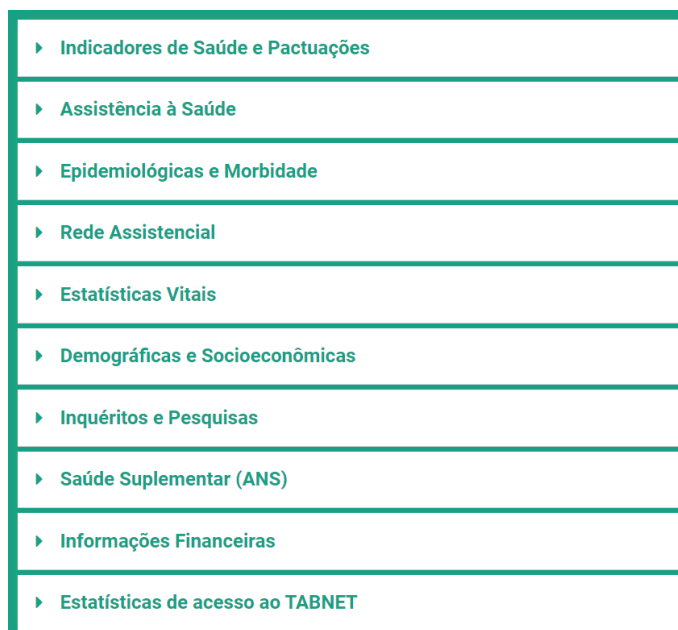 Indicadores de Saúde e Pactuações
Assistência à Saúde
Epidemiológicas e Morbidade
Rede Assistencial
Estatísticas Vitais
Demográficas e Socioeconômicas
Inquéritos e Pesquisas
Saúde Suplementar (ANS)
Informações Financeiras
Estatísticas de acesso ao TABNET